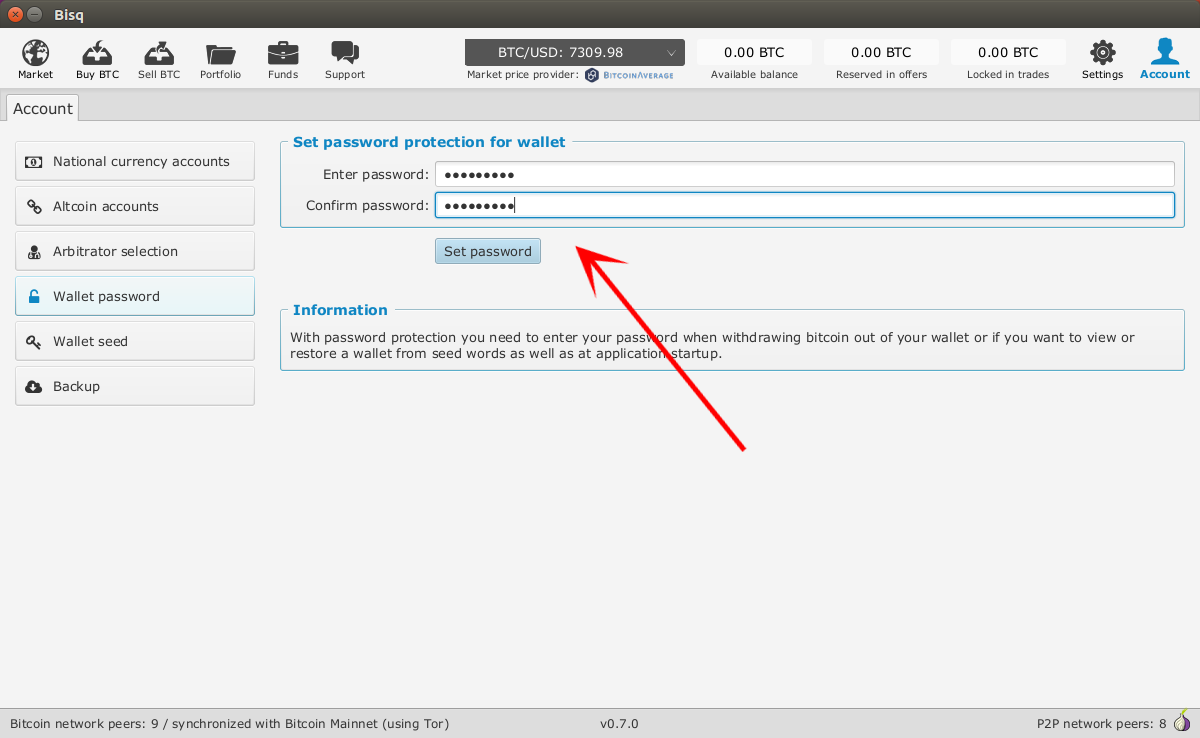 Bisq
Market
Buy BTC
Sell BTC
Portfolio
Funds
Support
BTC/USD: 7309.98
Market price provider: BITCOINAVERAGE
0.00 BTC
Available balance
0.00 BTC
Reserved in offers
0.00 BTC
Locked in trades
Settings
Account
Account
National currency accounts
Altcoin accounts
Arbitrator selection
Wallet password
Wallet seed
Backup
Set password protection for wallet
Enter password: ●●●●●●●●●
Confirm password: ●●●●●●●●●
Set password
Information
With password protection you need to enter your password when withdrawing bitcoin out of your wallet or if you want to view or
restore a wallet from seed words as well as at application startup.
Bitcoin network peers: 9 / synchronized with Bitcoin Mainnet (using Tor)
v0.7.0
P2P network peers: 8